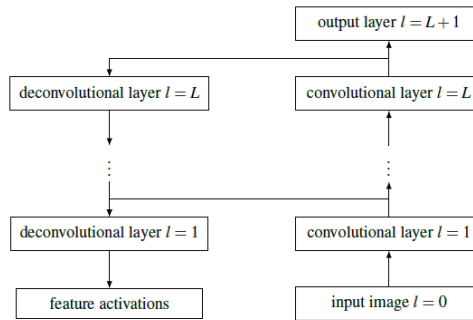 output layer l = L + 1
deconvolutional layer l = L
convolutional layer l = L
⋮
⋮
deconvolutional layer l = 1
convolutional layer l = 1
feature activations
input image l = 0